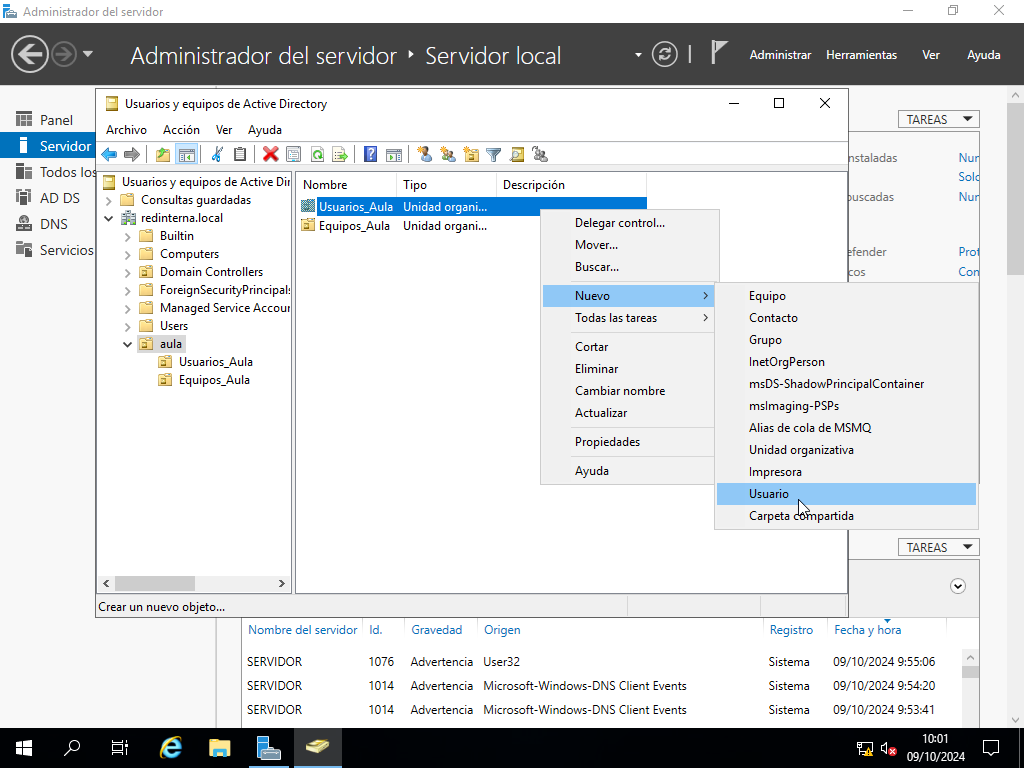 Administrador del servidor
Administrador del servidor • Servidor local
Administrar Herramientas Ver Ayuda
Panel
Servidor
Todos los
AD DS
DNS
Servicios
TAREAS
nstaladas Nun
Solo
uscadas Nun
efender Prot
cos Con
Usuarios y equipos de Active Directory
Archivo Acción Ver Ayuda
Usuarios y equipos de Active Dir
Consultas guardadas
redinterna.local
Builtin
Computers
Domain Controllers
ForeignSecurityPrincipals
Managed Service Accour
Users
aula
Usuarios_Aula
Equipos_Aula
Nombre Tipo Descripción
Usuarios_Aula Unidad organi...
Equipos_Aula Unidad organi...
Delegar control...
Mover...
Buscar...
Nuevo
Todas las tareas
Cortar
Eliminar
Cambiar nombre
Actualizar
Propiedades
Ayuda
Equipo
Contacto
Grupo
InetOrgPerson
msDS-ShadowPrincipalContainer
msImaging-PSPs
Alias de cola de MSMQ
Unidad organizativa
Impresora
Usuario
Carpeta compartida
Crear un nuevo objeto...
TAREAS
Nombre del servidor Id. Gravedad Origen Registro Fecha y hora
SERVIDOR 1076 Advertencia User32 Sistema 09/10/2024 9:55:06
SERVIDOR 1014 Advertencia Microsoft-Windows-DNS Client Events Sistema 09/10/2024 9:54:20
SERVIDOR 1014 Advertencia Microsoft-Windows-DNS Client Events Sistema 09/10/2024 9:53:41
10:01
09/10/2024